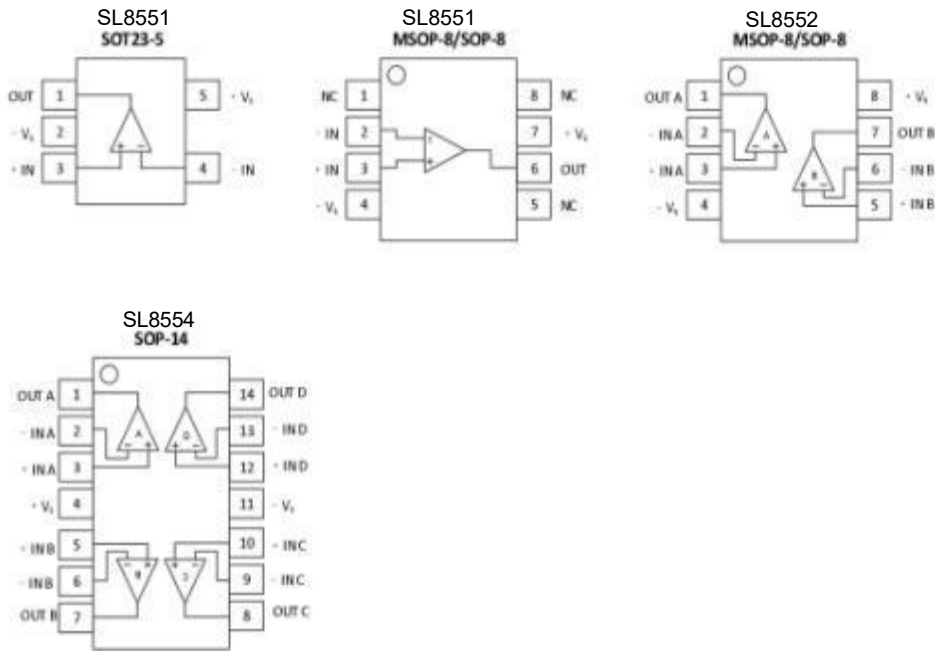 SL8551
SOT23-5
OUT 1
5 + Vs
- Vs 2
+ IN 3
4 - IN
SL8551
MSOP-8/SOP-8
NC 1
8 NC
- IN 2
7 + Vs
+ IN 3
6 OUT
- Vs 4
5 NC
SL8552
MSOP-8/SOP-8
OUT A 1
8 + Vs
- IN A 2
A
7 OUT B
+ IN A 3
B
6 - IN B
- Vs 4
5 + IN B
SL8554
SOP-14
OUT A 1
14 OUT D
- IN A 2
A
D
13 - IN D
+ IN A 3
12 + IN D
+ Vs 4
11 - Vs
+ IN B 5
10 + IN C
- IN B 6
B
C
9 - IN C
OUT B 7
8 OUT C